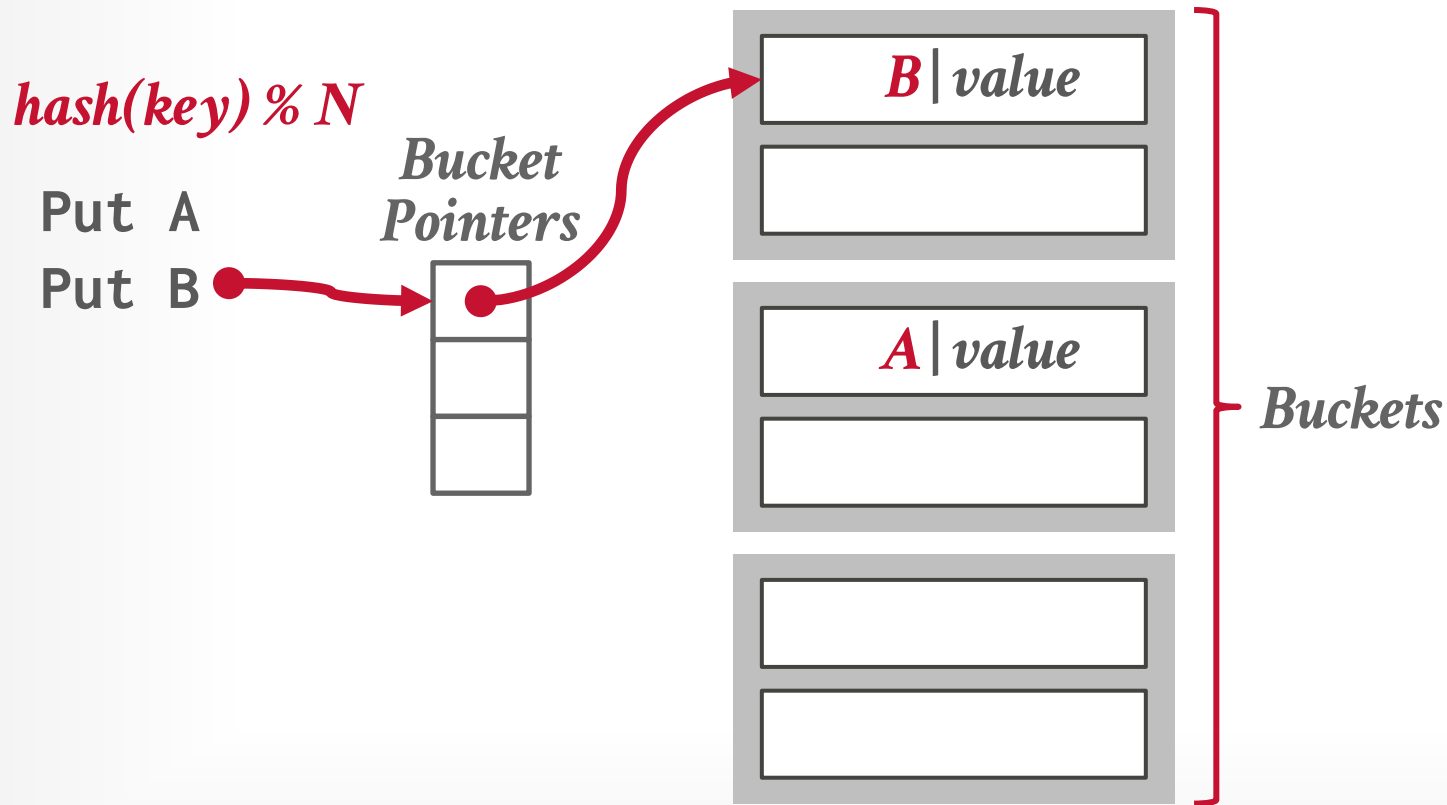 hash(key) % N
Put A
Put B
Bucket
Pointers
B|value
A|value
Buckets